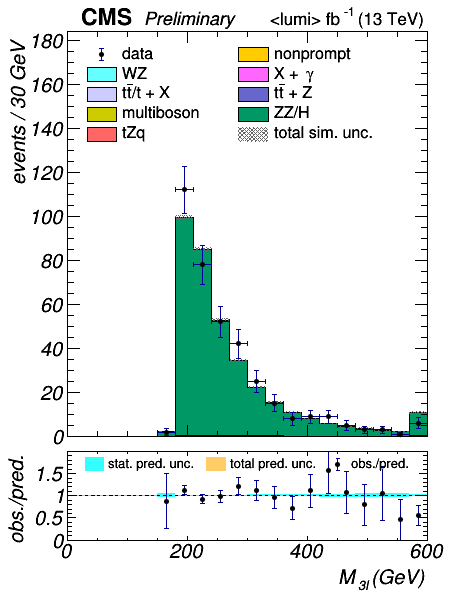 CMS Preliminary <lumi> fb⁻¹ (13 TeV)
events / 30 GeV
180
160
140
120
100
80
60
40
20
0
data
nonprompt
WZ
X + γ
tt̄/t + X
tt̄ + Z
multiboson
ZZ/H
tZq
total sim. unc.
obs./pred.
1.5
1
0.5
0
stat. pred. unc. total pred. unc. obs./pred.
0 200 400 600
M₃ₗ (GeV)